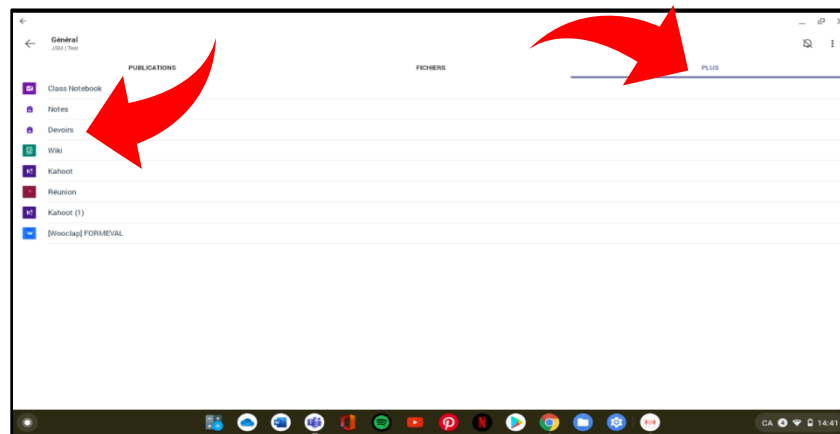 Général
JSM | Test
PUBLICATIONS
FICHIERS
PLUS
Class Notebook
Notes
Devoirs
Wiki
Kahoot
Réunion
Kahoot (1)
[Wooclap] FORMEVAL
CA 14:41